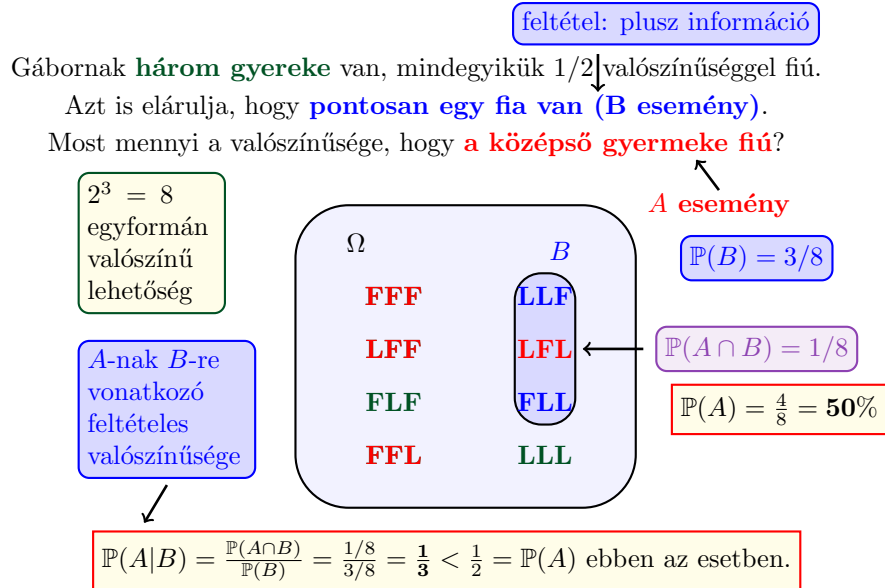 feltétel: plusz információ
Gábornak három gyereke van, mindegyikük 1/2 valószínűséggel fiú.
Azt is elárulja, hogy pontosan egy fia van (B esemény).
Most mennyi a valószínűsége, hogy a középső gyermeke fiú?
A esemény
2^3 = 8
egyformán
valószínű
lehetőség
Ω
B
ℙ(B) = 3/8
FFF LLF
LFF LFL
FLF FLL
FFL LLL
ℙ(A ∩ B) = 1/8
ℙ(A) = 4/8 = 50%
A-nak B-re
vonatkozó
feltételes
valószínűsége
ℙ(A|B) = ℙ(A∩B)/ℙ(B) = 1/8/3/8 = 1/3 < 1/2 = ℙ(A) ebben az esetben.